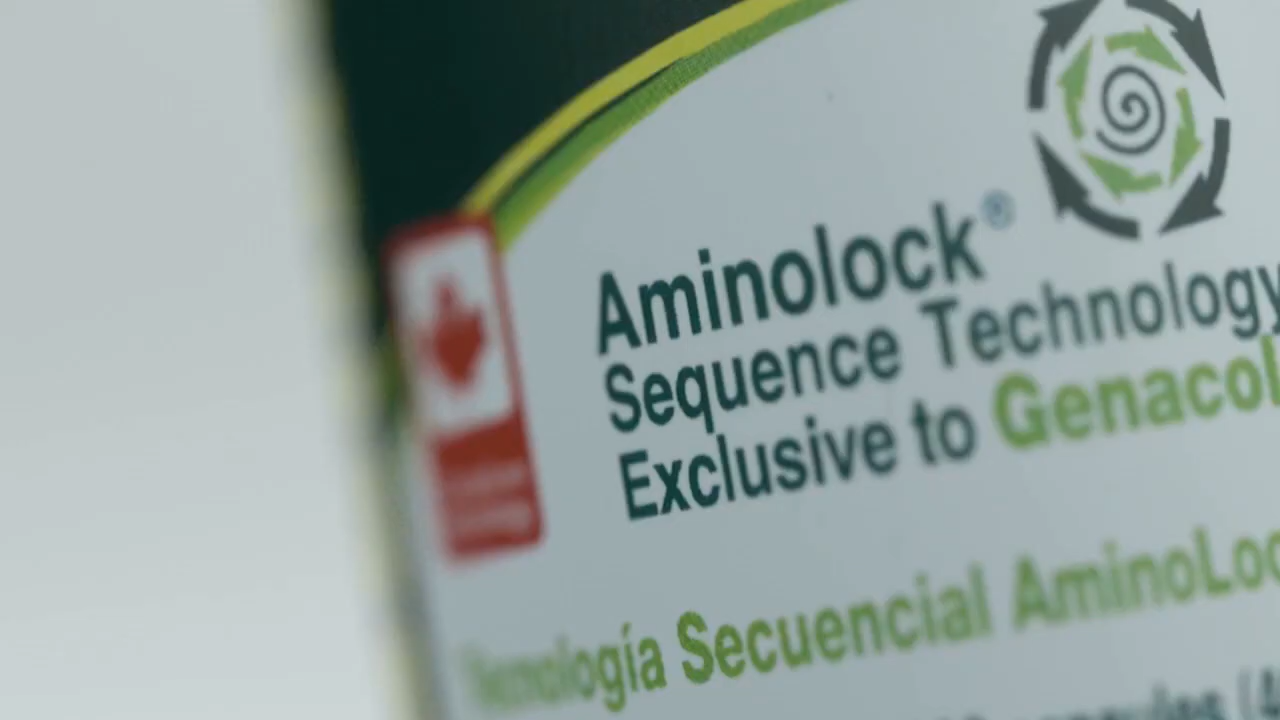 Aminolock®
Sequence Technology
Exclusive to Genacol
Tecnología Secuencial AminoLoc